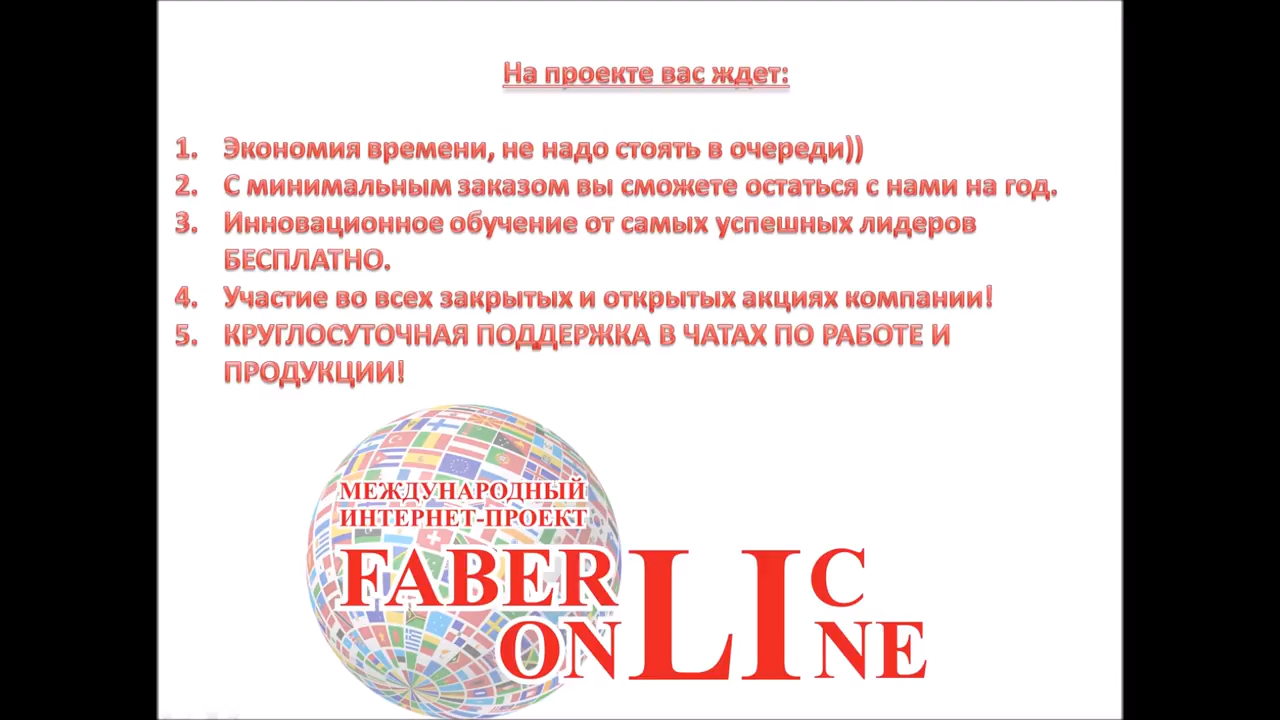 На проекте вас ждет:
1. Экономия времени, не надо стоять в очереди))
2. С минимальным заказом вы сможете остаться с нами на год.
3. Инновационное обучение от самых успешных лидеров
БЕСПЛАТНО.
4. Участие во всех закрытых и открытых акциях компании!
5. КРУГЛОСУТОЧНАЯ ПОДДЕРЖКА В ЧАТАХ ПО РАБОТЕ И
ПРОДУКЦИИ!
МЕЖДУНАРОДНЫЙ
ИНТЕРНЕТ-ПРОЕКТ
FABERLIC
ONLINE